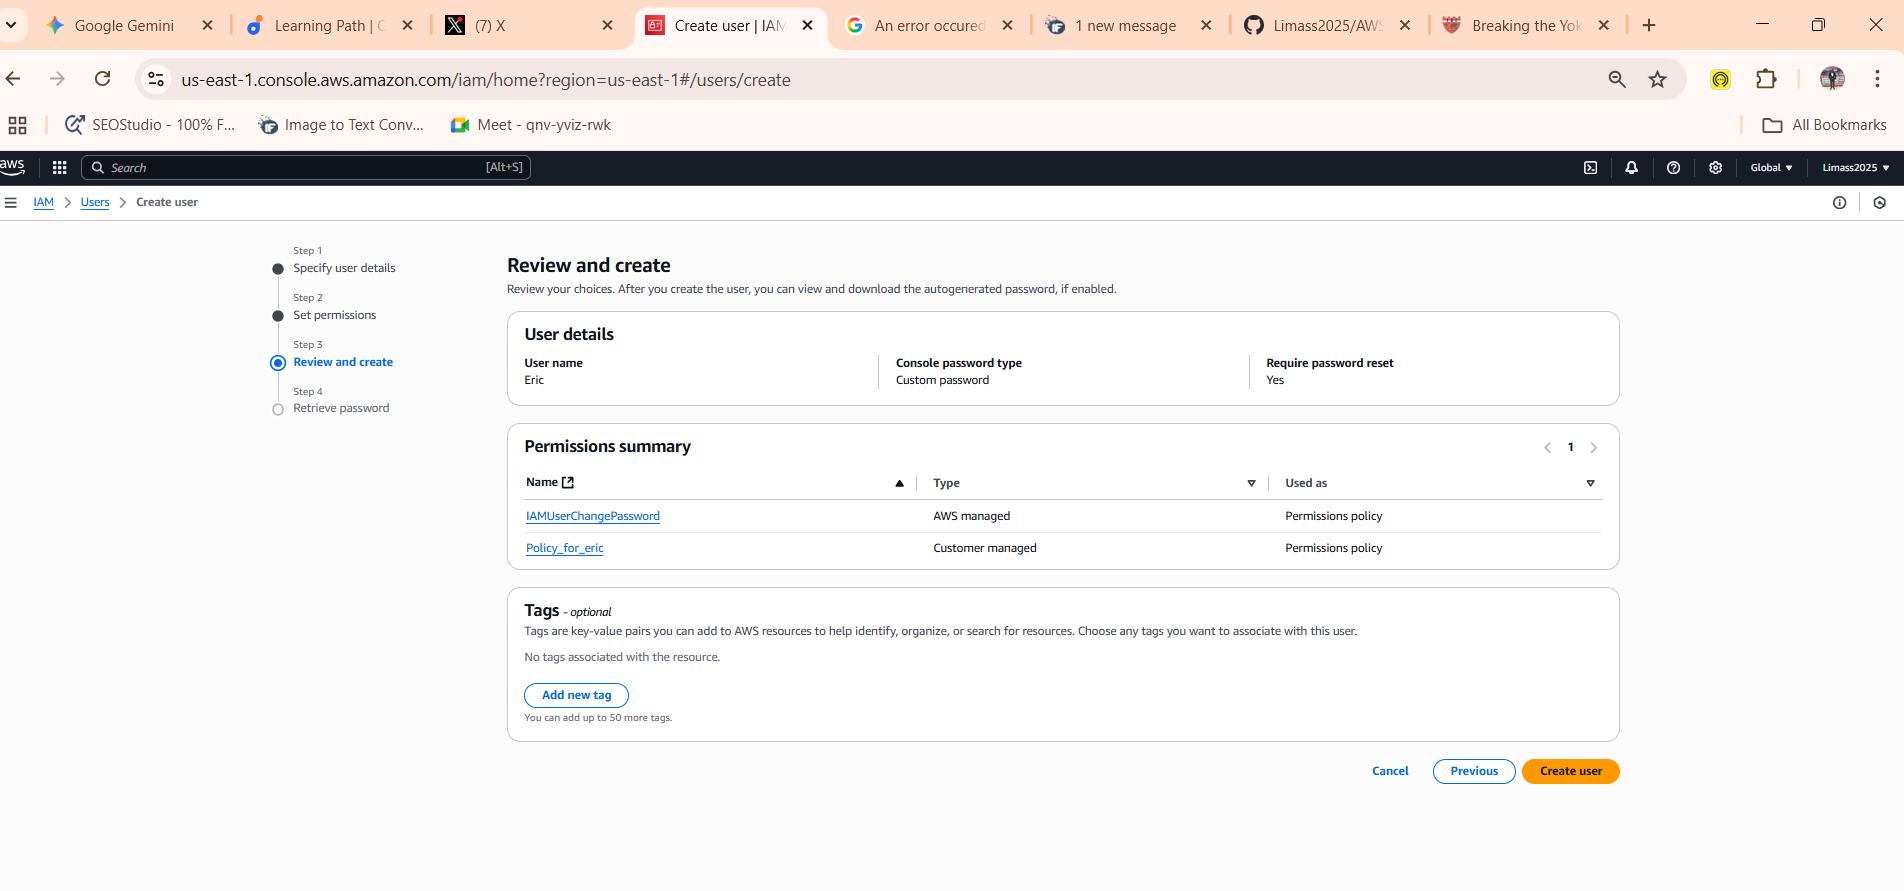 Google Gemini
Learning Path | C
(7) X
Create user | IAM
An error occured
1 new message
Limass2025/AWS
Breaking the Yok
us-east-1.console.aws.amazon.com/iam/home?region=us-east-1#/users/create
SEOStudio - 100% F...
Image to Text Conv...
Meet - qnv-yviz-rwk
All Bookmarks
aws
Search
[Alt+S]
Global
Limass2025
IAM
Users
Create user
Step 1
Specify user details
Step 2
Set permissions
Step 3
Review and create
Step 4
Retrieve password
Review and create
Review your choices. After you create the user, you can view and download the autogenerated password, if enabled.
User details
User name
Eric
Console password type
Custom password
Require password reset
Yes
Permissions summary
1
Name
Type
Used as
IAMUserChangePassword
AWS managed
Permissions policy
Policy_for_eric
Customer managed
Permissions policy
Tags - optional
Tags are key-value pairs you can add to AWS resources to help identify, organize, or search for resources. Choose any tags you want to associate with this user.
No tags associated with the resource.
Add new tag
You can add up to 50 more tags.
Cancel
Previous
Create user